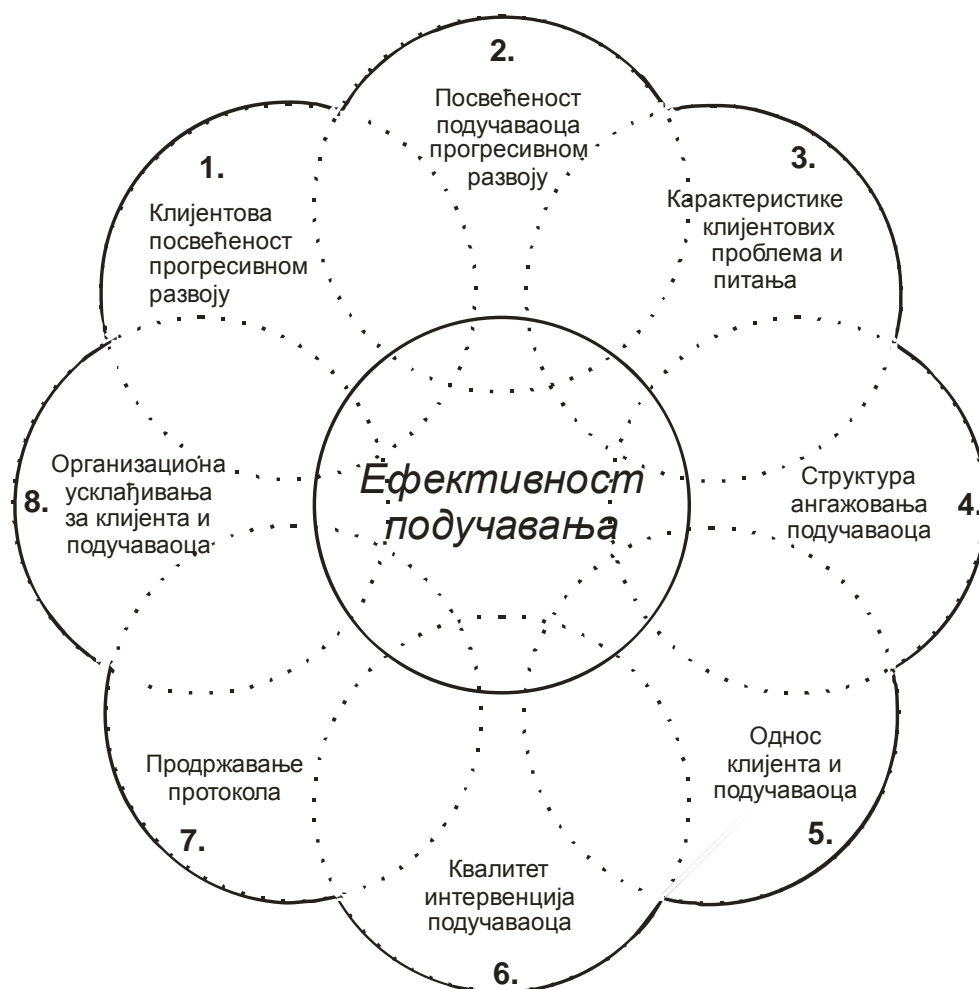 1.
Клијентова
посвећеност
прогресивном
развоју
2.
Посвећеност
подучаваоца
прогресивном
развоју
3.
Карактеристике
клијентових
проблема и
питања
4.
Структура
ангажовања
подучаваоца
5.
Однос
клијента и
подучаваоца
6.
Квалитет
интервенција
подучаваоца
7.
Продржавање
протокола
8.
Организациона
усклађивања
за клијента и
подучаваоца
Ефективност
подучавања